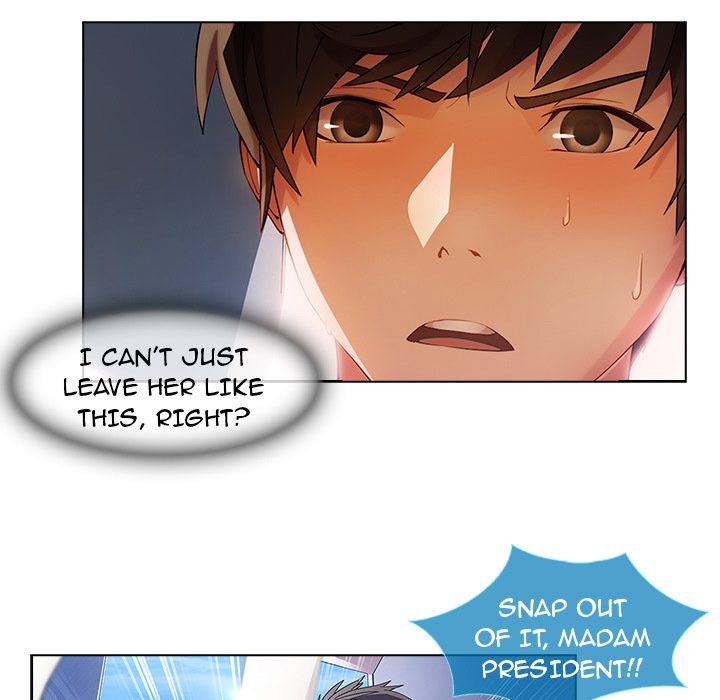 I CAN'T JUST
LEAVE HER LIKE
THIS, RIGHT?
SNAP OUT
OF IT, MADAM
PRESIDENT!!